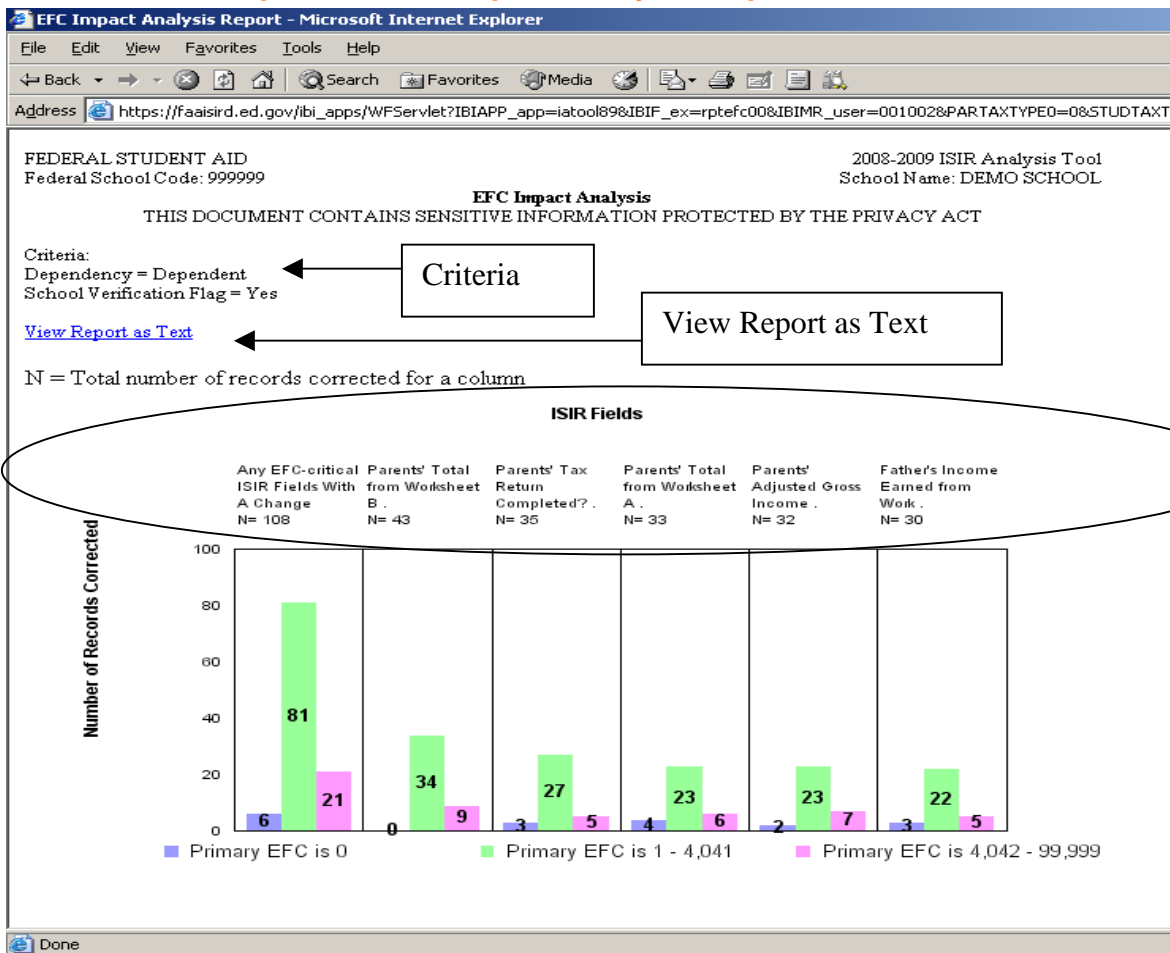 EFC Impact Analysis Report - Microsoft Internet Explorer
File Edit View Favorites Tools Help
Back Search Favorites Media
Address https://faaisird.ed.gov/ibi_apps/WFServlet?IBIAPP_app=iatool89&IBIF_ex=rptefc00&IBIMR_user=001002&PARTAXTYPE0=0&STUDTAXT
FEDERAL STUDENT AID 2008-2009 ISIR Analysis Tool
Federal School Code: 999999 School Name: DEMO SCHOOL
EFC Impact Analysis
THIS DOCUMENT CONTAINS SENSITIVE INFORMATION PROTECTED BY THE PRIVACY ACT
Criteria:
Dependency = Dependent
School Verification Flag = Yes
Criteria
View Report as Text
View Report as Text
N = Total number of records corrected for a column
ISIR Fields
Any EFC-critical Parents' Total Parents' Tax Parents' Total Parents' Father's Income
ISIR Fields With from Worksheet Return from Worksheet Adjusted Gross Earned from
A Change B . Completed? . A . Income . Work .
N= 108 N= 43 N= 35 N= 33 N= 32 N= 30
Number of Records Corrected
100
80
60
40
20
0
6 81 21
0 34 9
3 27 5
4 23 6
2 23 7
3 22 5
Primary EFC is 0 Primary EFC is 1 - 4,041 Primary EFC is 4,042 - 99,999
Done